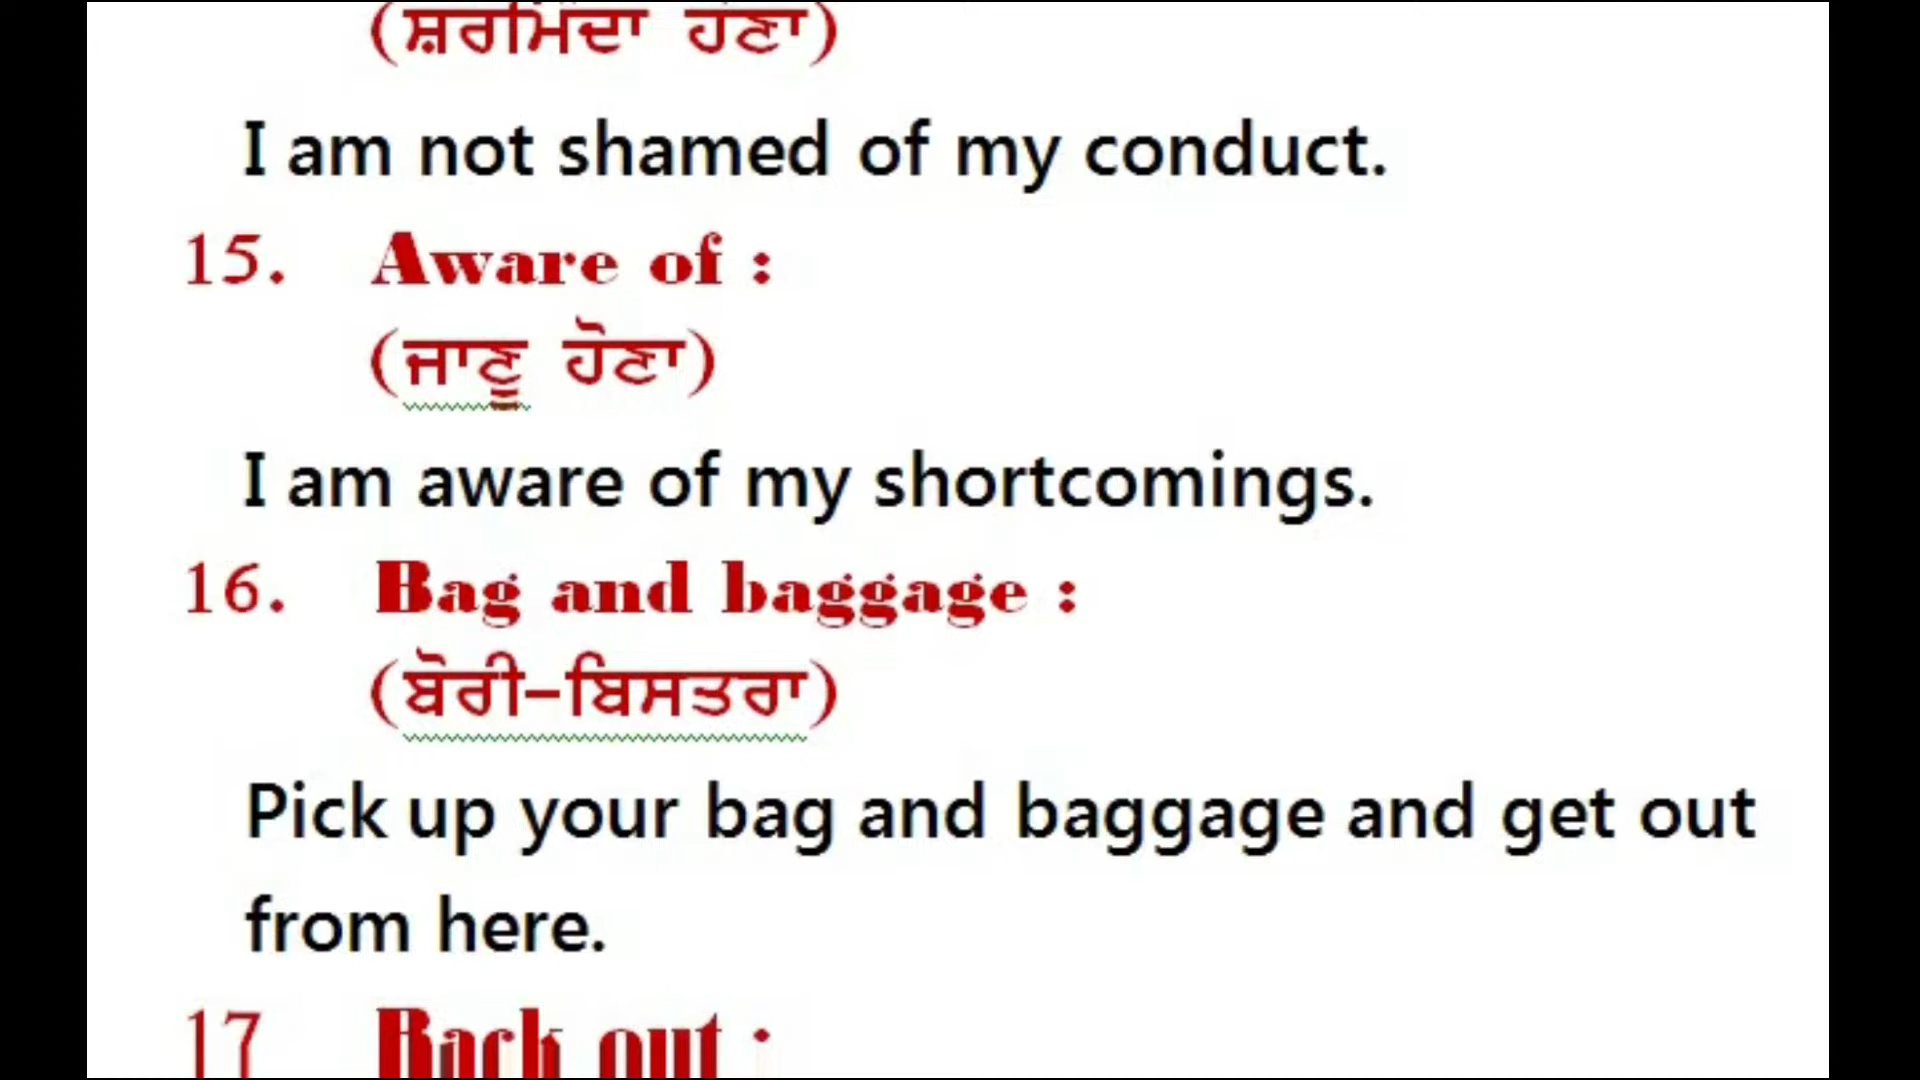 (ਸ਼ਰਮਿੰਦਾ ਹੋਣਾ)
I am not shamed of my conduct.
15. Aware of :
(ਜਾਣੂ ਹੋਣਾ)
I am aware of my shortcomings.
16. Bag and baggage :
(ਬੋਰੀ-ਬਿਸਤਰਾ)
Pick up your bag and baggage and get out
from here.
17 Back out :